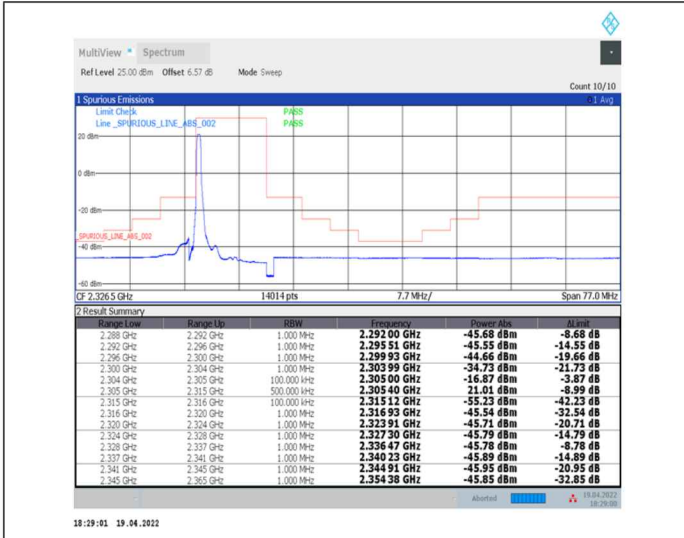 MultiView Spectrum
Ref Level 25.00 dBm Offset 6.57 dB Mode Sweep
Count 10/10
1 Spurious Emissions 1 Avg
Limit Check PASS
Line _SPURIOUS_LINE_ABS_002 PASS
20 dBm
0 dBm
-20 dBm
_SPURIOUS_LINE_ABS_002
-40 dBm
-60 dBm
CF 2.3265 GHz 14014 pts 7.7 MHz/ Span 77.0 MHz
2 Result Summary
Range Low Range Up RBW Frequency Power Abs ΔLimit
2.288 GHz 2.292 GHz 1.000 MHz 2.292 00 GHz -45.68 dBm -8.68 dB
2.292 GHz 2.296 GHz 1.000 MHz 2.295 51 GHz -45.55 dBm -14.55 dB
2.296 GHz 2.300 GHz 1.000 MHz 2.299 93 GHz -44.66 dBm -19.66 dB
2.300 GHz 2.304 GHz 1.000 MHz 2.303 99 GHz -34.73 dBm -21.73 dB
2.304 GHz 2.305 GHz 100.000 kHz 2.305 00 GHz -16.87 dBm -3.87 dB
2.305 GHz 2.315 GHz 500.000 kHz 2.305 40 GHz 21.01 dBm -8.99 dB
2.315 GHz 2.316 GHz 100.000 kHz 2.315 12 GHz -55.23 dBm -42.23 dB
2.316 GHz 2.320 GHz 1.000 MHz 2.316 93 GHz -45.54 dBm -32.54 dB
2.320 GHz 2.324 GHz 1.000 MHz 2.323 91 GHz -45.71 dBm -20.71 dB
2.324 GHz 2.328 GHz 1.000 MHz 2.327 30 GHz -45.79 dBm -14.79 dB
2.328 GHz 2.337 GHz 1.000 MHz 2.336 47 GHz -45.78 dBm -8.78 dB
2.337 GHz 2.341 GHz 1.000 MHz 2.340 23 GHz -45.89 dBm -14.89 dB
2.341 GHz 2.345 GHz 1.000 MHz 2.344 91 GHz -45.95 dBm -20.95 dB
2.345 GHz 2.365 GHz 1.000 MHz 2.354 38 GHz -45.85 dBm -32.85 dB
Aborted 19.04.2022
18:29:00
18:29:01 19.04.2022